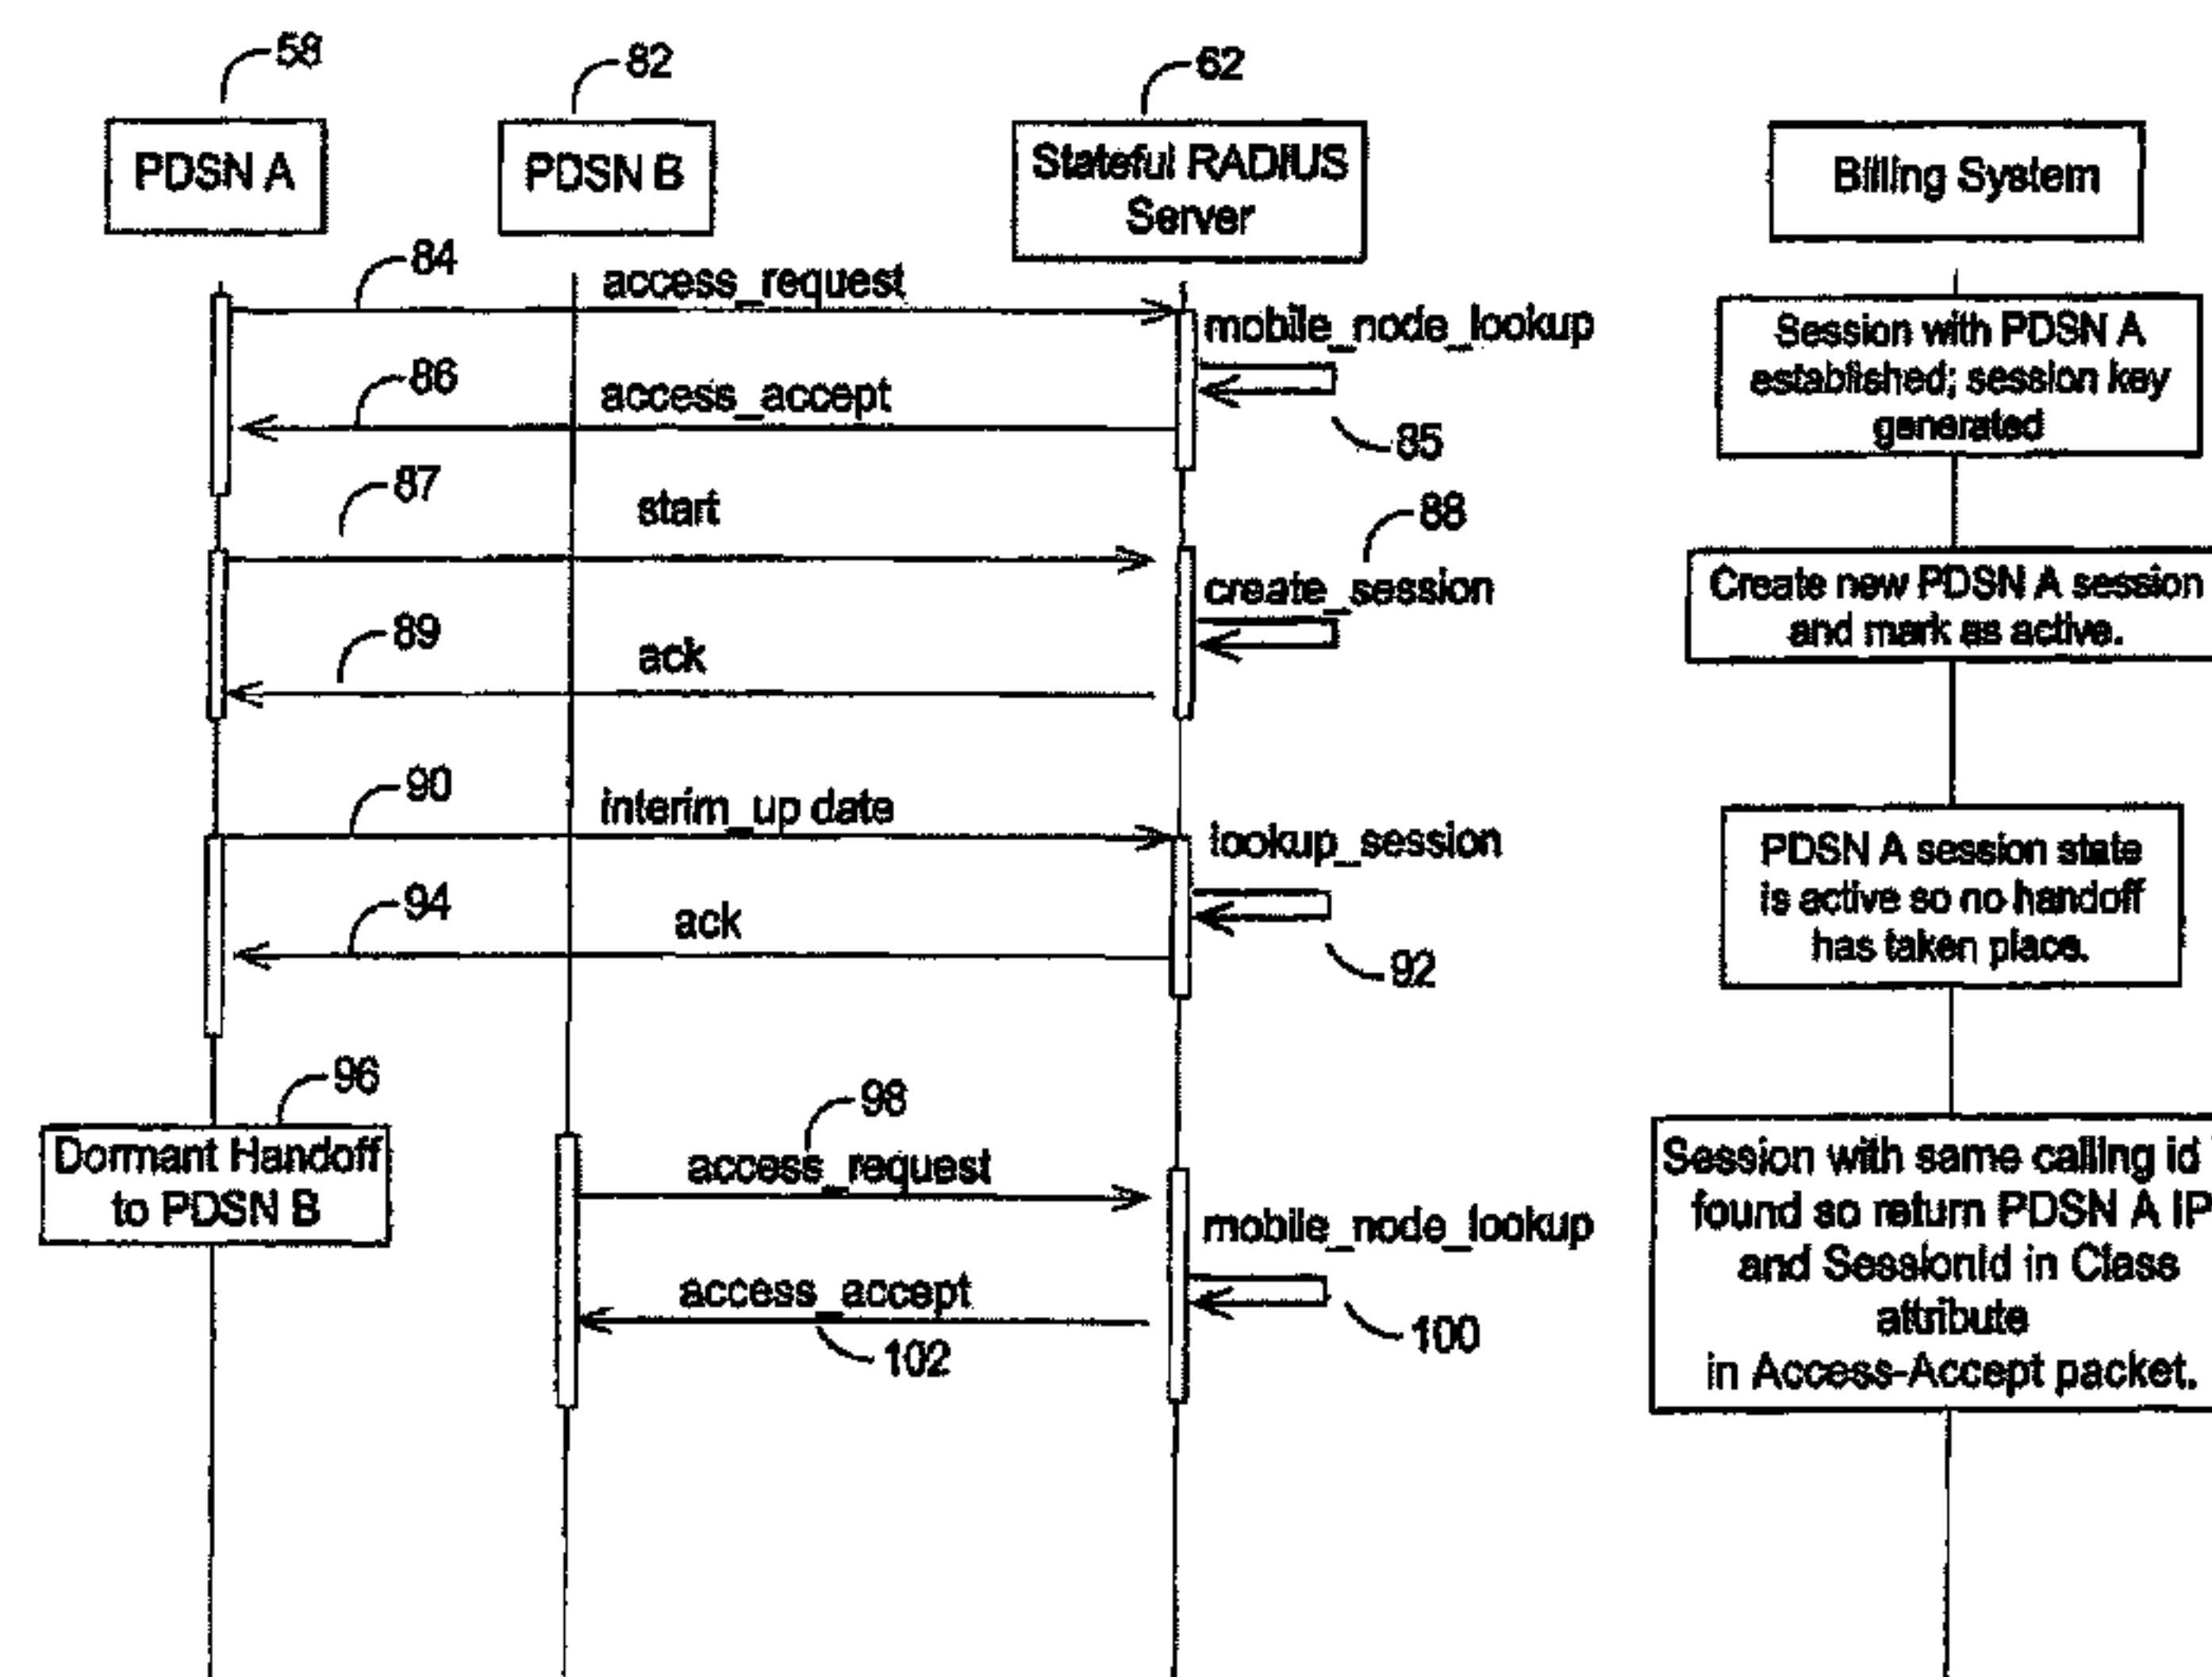 58
82
62
PDSN A
PDSN B
Stateful RADIUS
Server
Billing System
84
access_request
mobile_node_lookup
85
86
access_accept
Session with PDSN A
established; session key
generated
87
start
88
create_session
89
ack
Create new PDSN A session
and mark as active.
90
interim_up date
lookup_session
92
94
ack
PDSN A session state
is active so no handoff
has taken place.
96
Dormant Handoff
to PDSN B
98
access_request
mobile_node_lookup
100
access_accept
102
Session with same calling id
found so return PDSN A IP
and SessionId in Class
attribute
in Access-Accept packet.